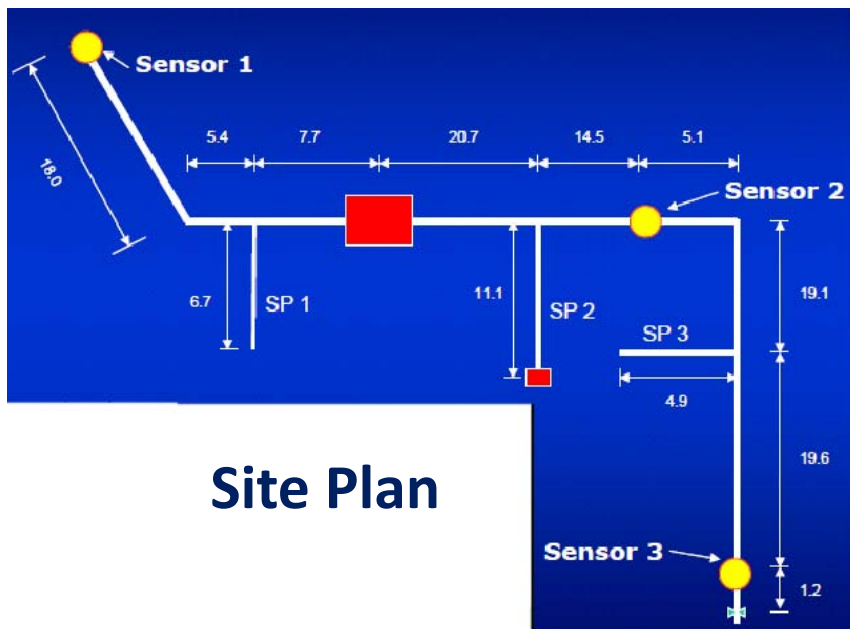 Sensor 1
5.4 7.7 20.7 14.5 5.1
18.0
Sensor 2
6.7
SP 1
11.1
SP 2
19.1
SP 3
4.9
19.6
Site Plan
Sensor 3
1.2